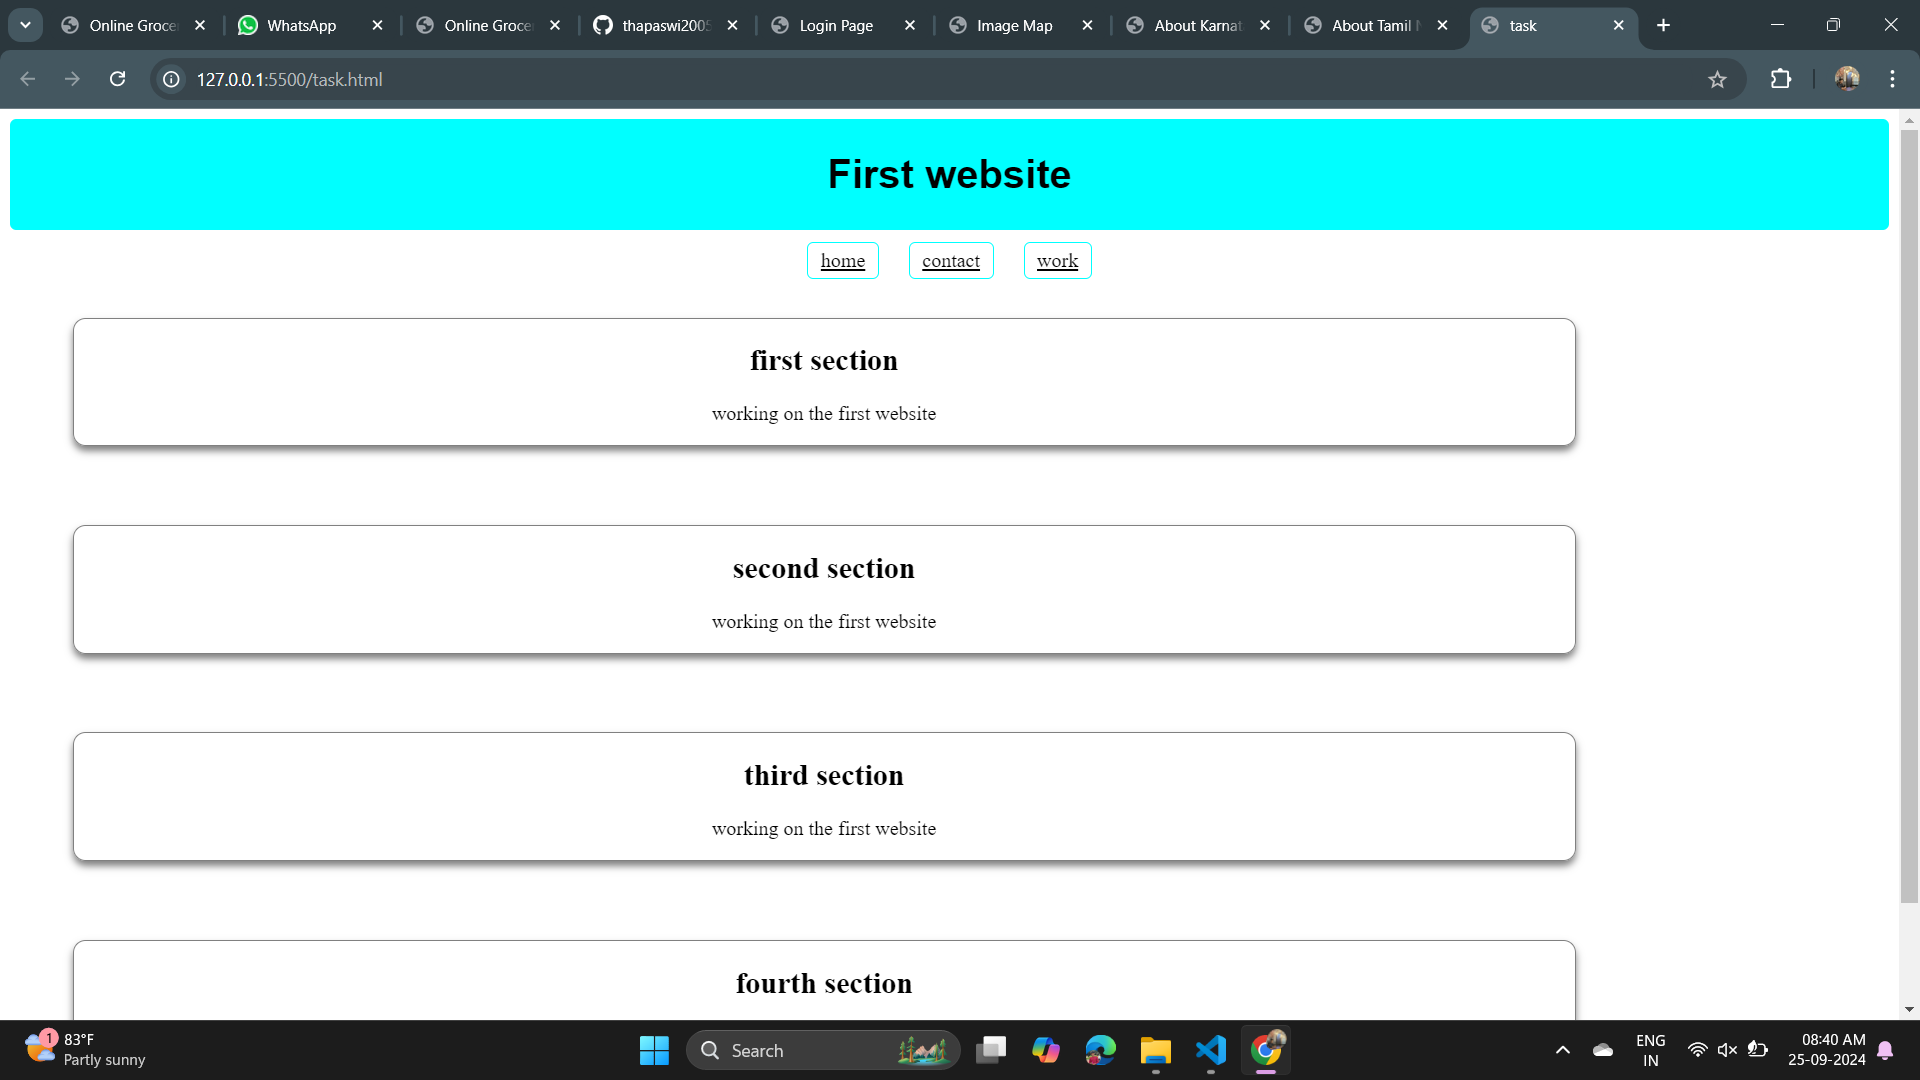 Online Groce
WhatsApp
Online Groce
thapaswi2005
Login Page
Image Map
About Karnat
About Tamil N
task
127.0.0.1:5500/task.html
First website
home
contact
work
first section
working on the first website
second section
working on the first website
third section
working on the first website
fourth section
1
83°F
Partly sunny
Search
ENG
IN
08:40 AM
25-09-2024